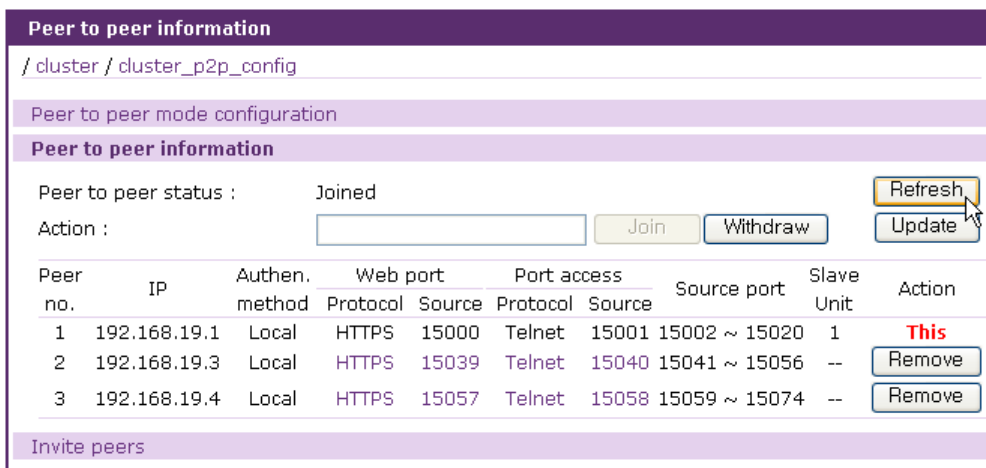 Peer to peer information
/ cluster / cluster_p2p_config
Peer to peer mode configuration
Peer to peer information
Peer to peer status : Joined Refresh
Action : Join Withdraw Update
Peer no. IP Authen. method Web port Port access Source port Slave Unit Action
Protocol Source Protocol Source
1 192.168.19.1 Local HTTPS 15000 Telnet 15001 15002 ~ 15020 1 This
2 192.168.19.3 Local HTTPS 15039 Telnet 15040 15041 ~ 15056 -- Remove
3 192.168.19.4 Local HTTPS 15057 Telnet 15058 15059 ~ 15074 -- Remove
Invite peers